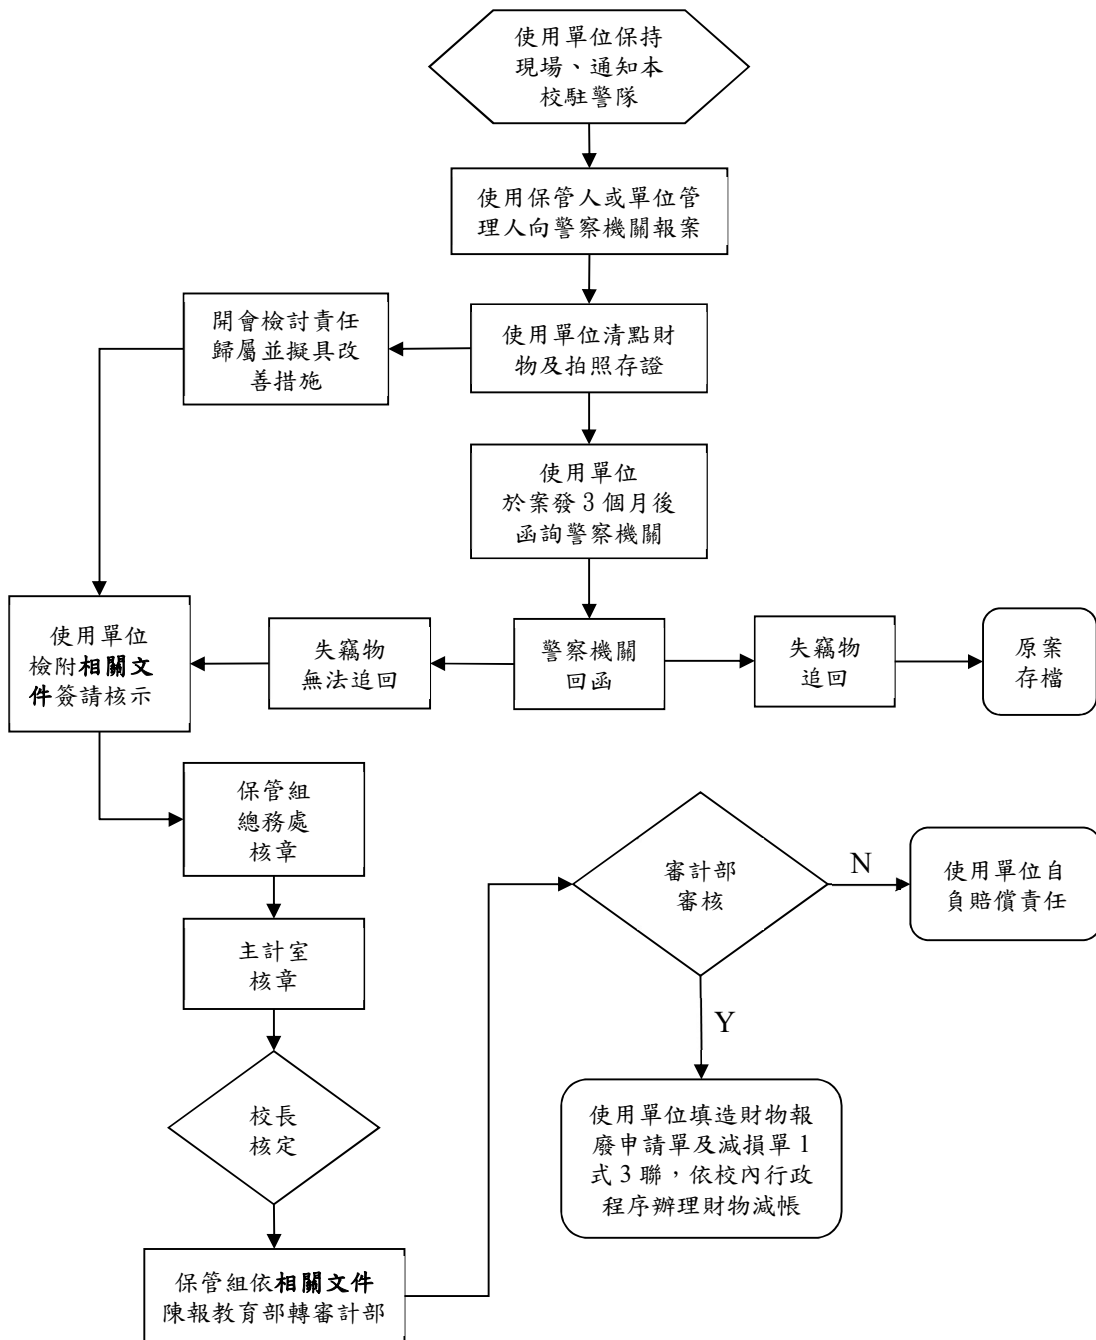 使用單位保持
現場、通知本
校駐警隊
使用保管人或單位管
理人向警察機關報案
開會檢討責任
歸屬並擬具改
善措施
使用單位清點財
物及拍照存證
使用單位
於案發 3 個月後
函詢警察機關
使用單位
檢附相關文
件簽請核示
失竊物
無法追回
警察機關
回函
失竊物
追回
原案
存檔
保管組
總務處
核章
主計室
核章
校長
核定
保管組依相關文件
陳報教育部轉審計部
審計部
審核
N
使用單位自
負賠償責任
Y
使用單位填造財物報
廢申請單及減損單 1
式 3 聯，依校內行政
程序辦理財物減帳